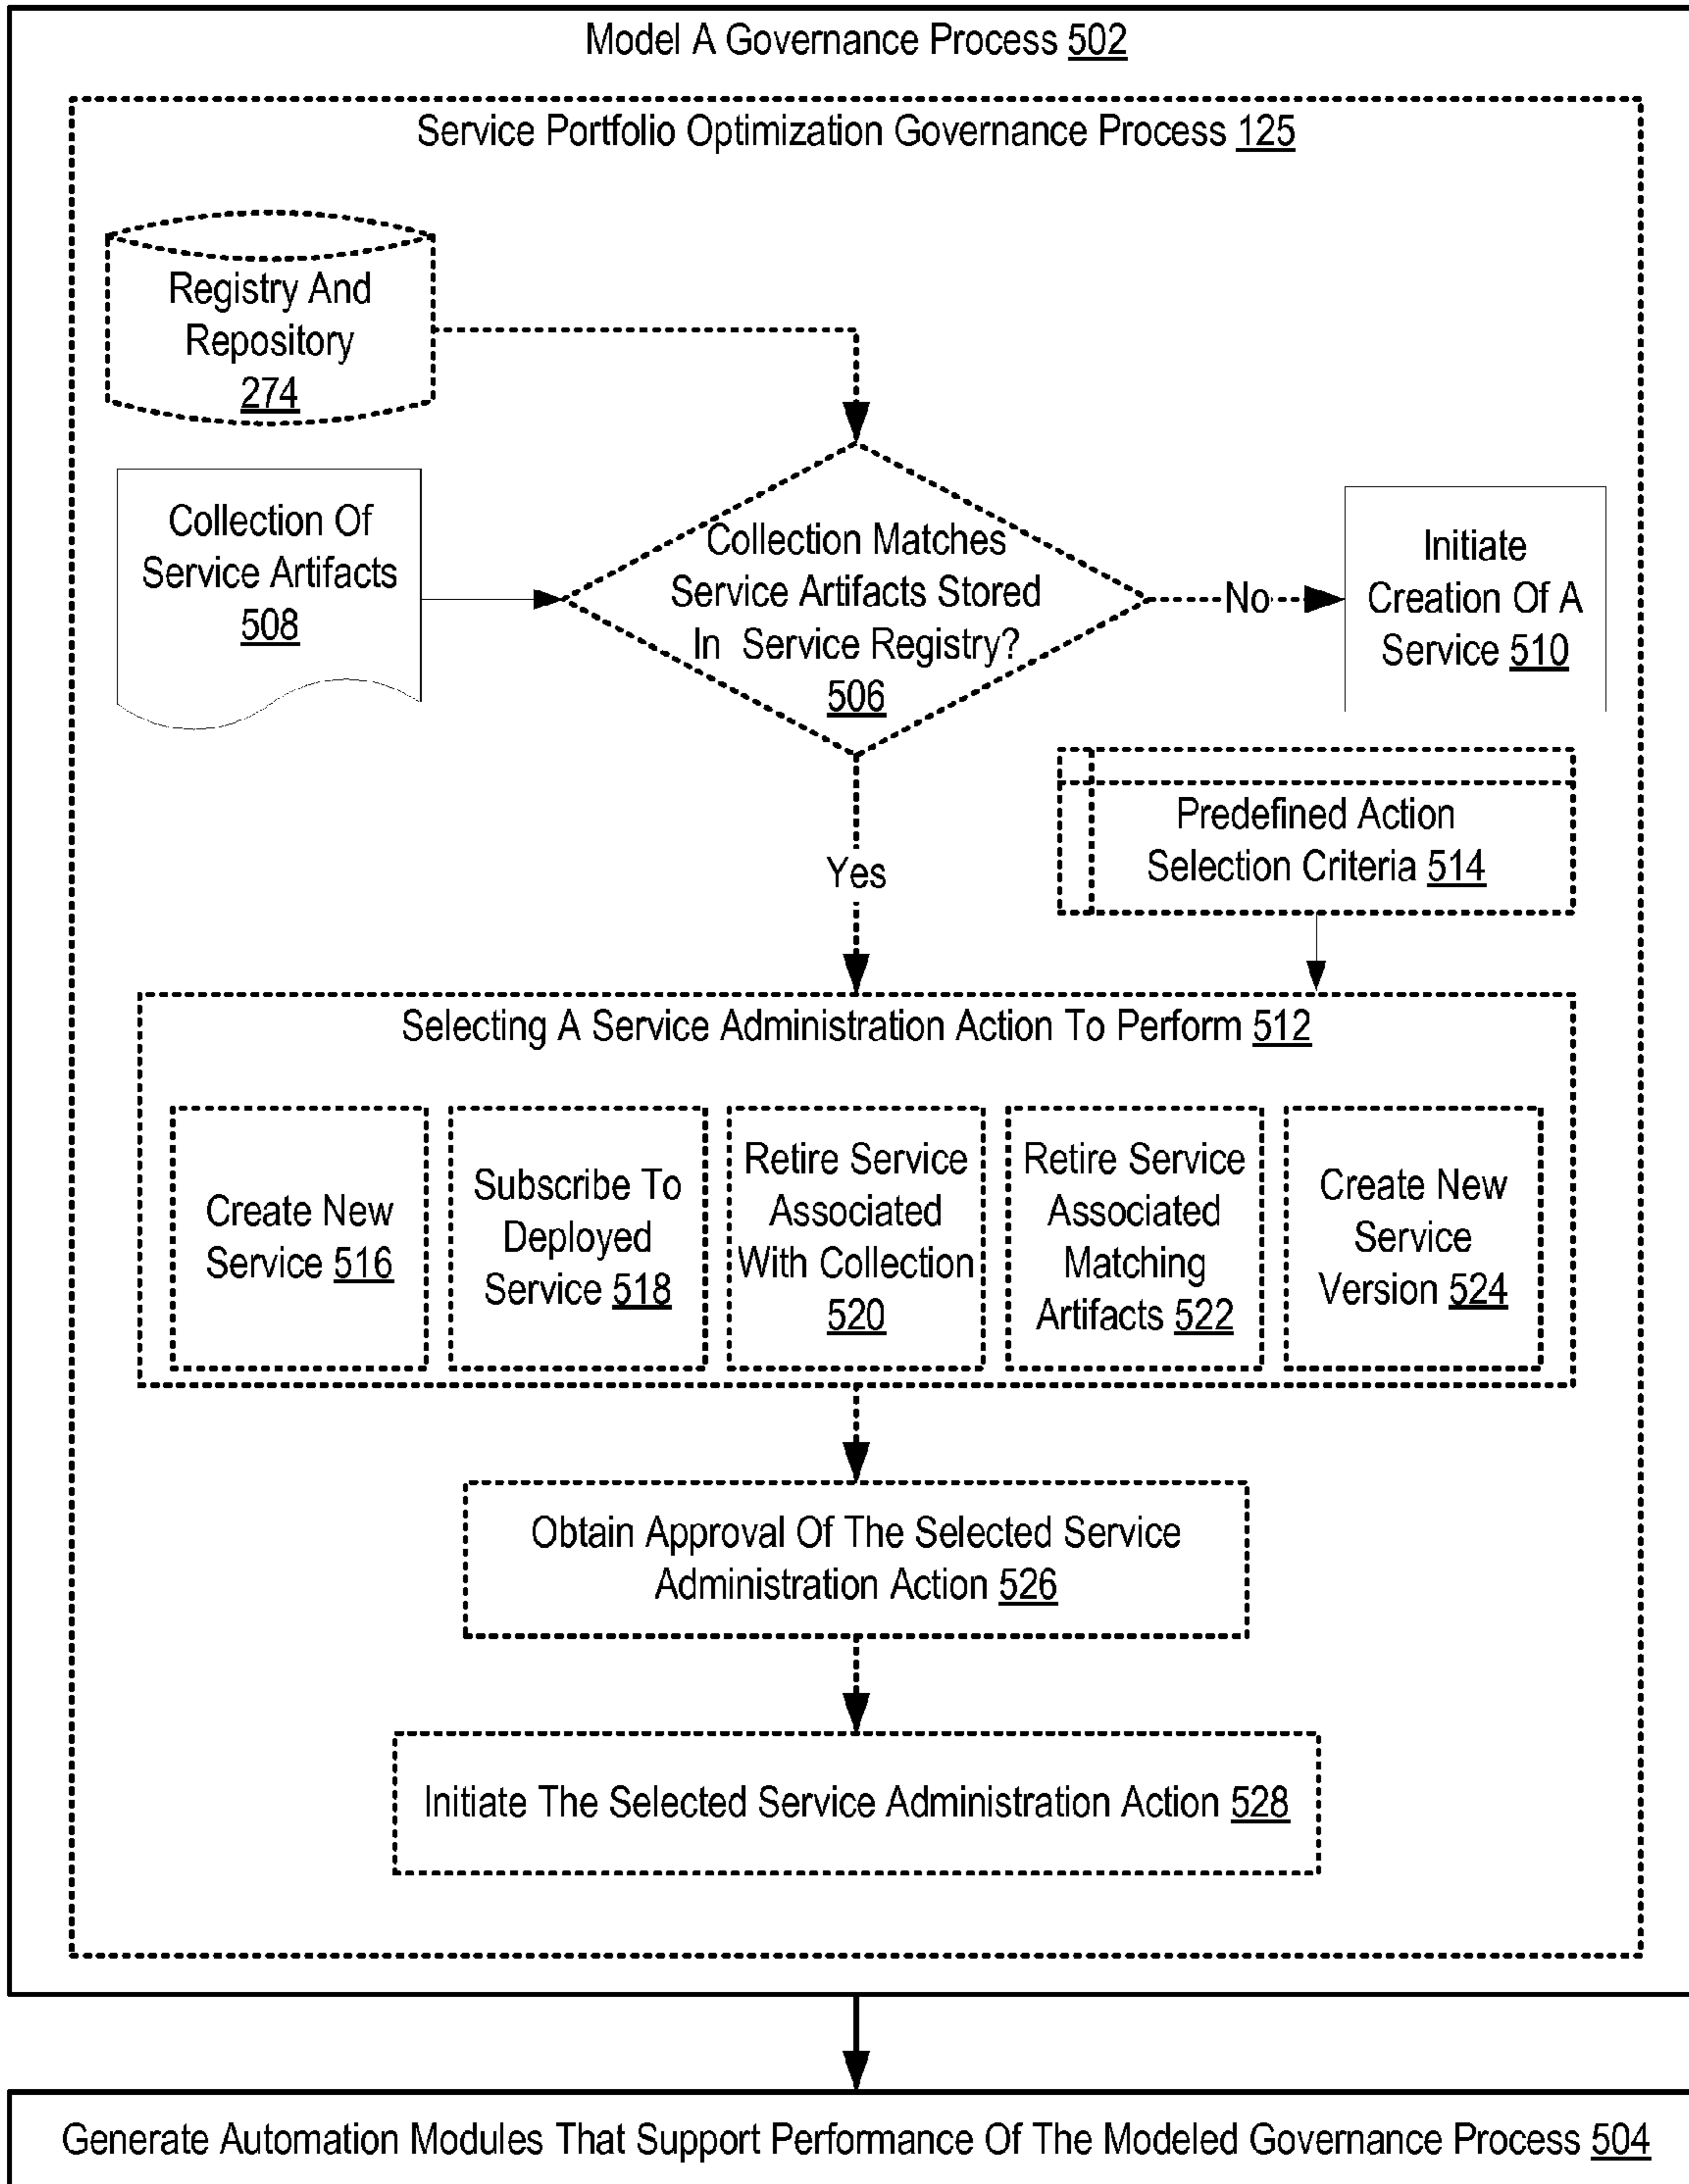 Model A Governance Process 502
Service Portfolio Optimization Governance Process 125
Registry And
Repository
274
Collection Of
Service Artifacts
508
Collection Matches
Service Artifacts Stored
In Service Registry?
506
No
Initiate
Creation Of A
Service 510
Yes
Predefined Action
Selection Criteria 514
Selecting A Service Administration Action To Perform 512
Create New
Service 516
Subscribe To
Deployed
Service 518
Retire Service
Associated
With Collection
520
Retire Service
Associated
Matching
Artifacts 522
Create New
Service
Version 524
Obtain Approval Of The Selected Service
Administration Action 526
Initiate The Selected Service Administration Action 528
Generate Automation Modules That Support Performance Of The Modeled Governance Process 504